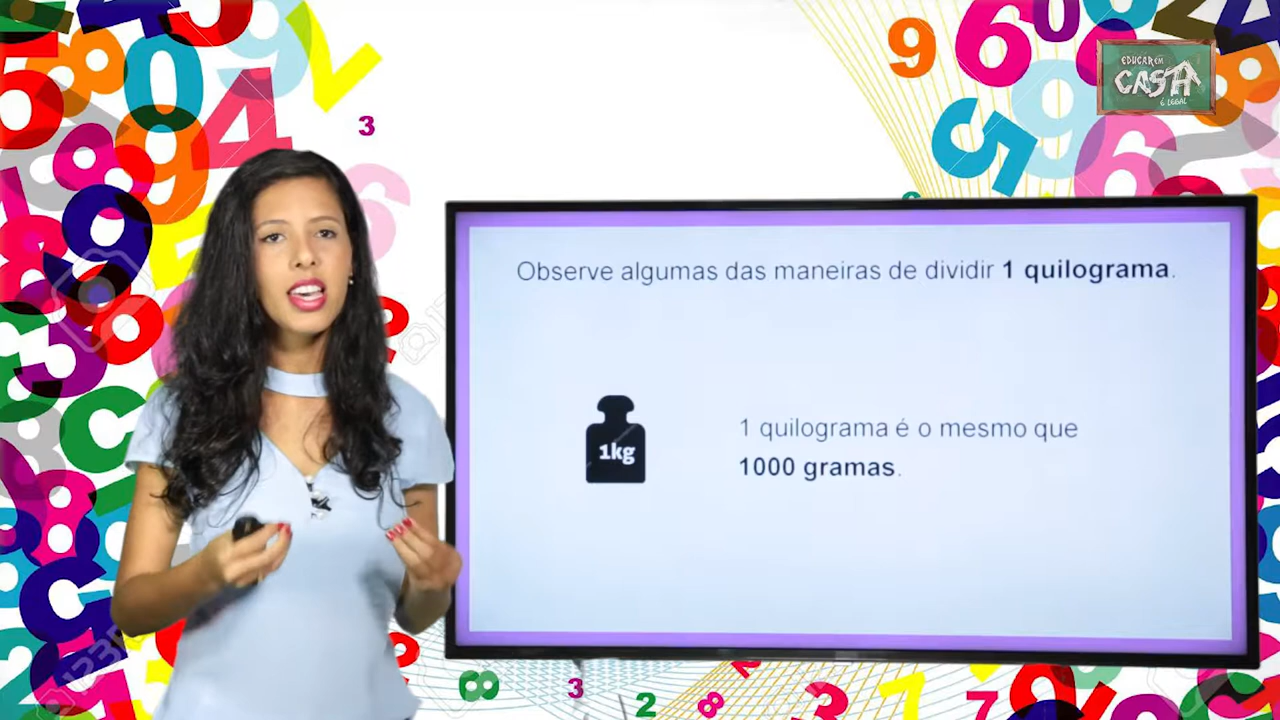 EDUCAR EM
CASA
É LEGAL
Observe algumas das maneiras de dividir 1 quilograma.
1kg
1 quilograma é o mesmo que
1000 gramas.